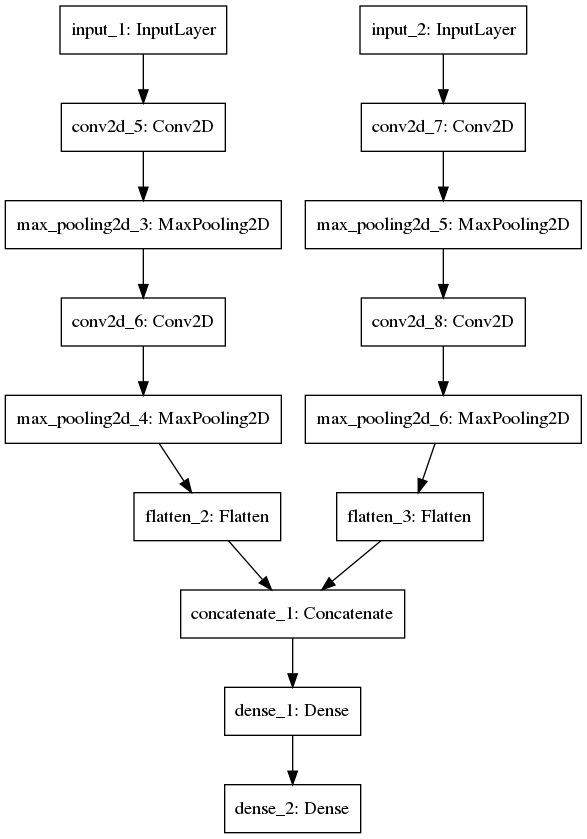 input_1: InputLayer
input_2: InputLayer
conv2d_5: Conv2D
conv2d_7: Conv2D
max_pooling2d_3: MaxPooling2D
max_pooling2d_5: MaxPooling2D
conv2d_6: Conv2D
conv2d_8: Conv2D
max_pooling2d_4: MaxPooling2D
max_pooling2d_6: MaxPooling2D
flatten_2: Flatten
flatten_3: Flatten
concatenate_1: Concatenate
dense_1: Dense
dense_2: Dense